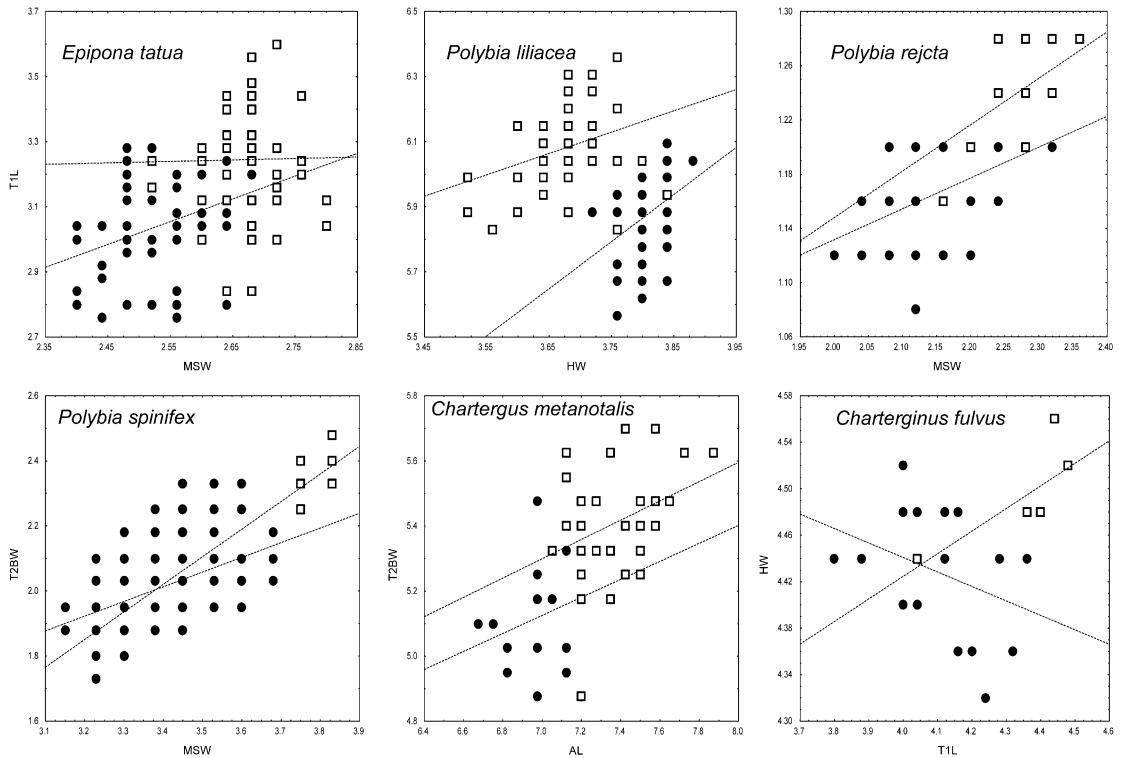 3.7
3.5
3.3
3.1
2.9
2.7
T1L
Epipona tatua
2.35 2.45 2.55 2.65 2.75 2.85
MSW
6.5
6.3
6.1
5.9
5.7
5.5
T1L
Polybia liliacea
3.45 3.55 3.65 3.75 3.85 3.95
HW
1.30
1.26
1.22
1.18
1.14
1.10
1.06
Polybia rejcta
1.95 2.00 2.05 2.10 2.15 2.20 2.25 2.30 2.35 2.40
MSW
2.6
2.4
2.2
2.0
1.8
1.6
T2BW
Polybia spinifex
3.1 3.2 3.3 3.4 3.5 3.6 3.7 3.8 3.9
MSW
5.8
5.6
5.4
5.2
5.0
4.8
T2BW
Chartergus metanotalis
6.4 6.6 6.8 7.0 7.2 7.4 7.6 7.8 8.0
AL
4.58
4.54
4.50
4.46
4.42
4.38
4.34
4.30
HW
Charterginus fulvus
3.7 3.8 3.9 4.0 4.1 4.2 4.3 4.4 4.5 4.6
T1L